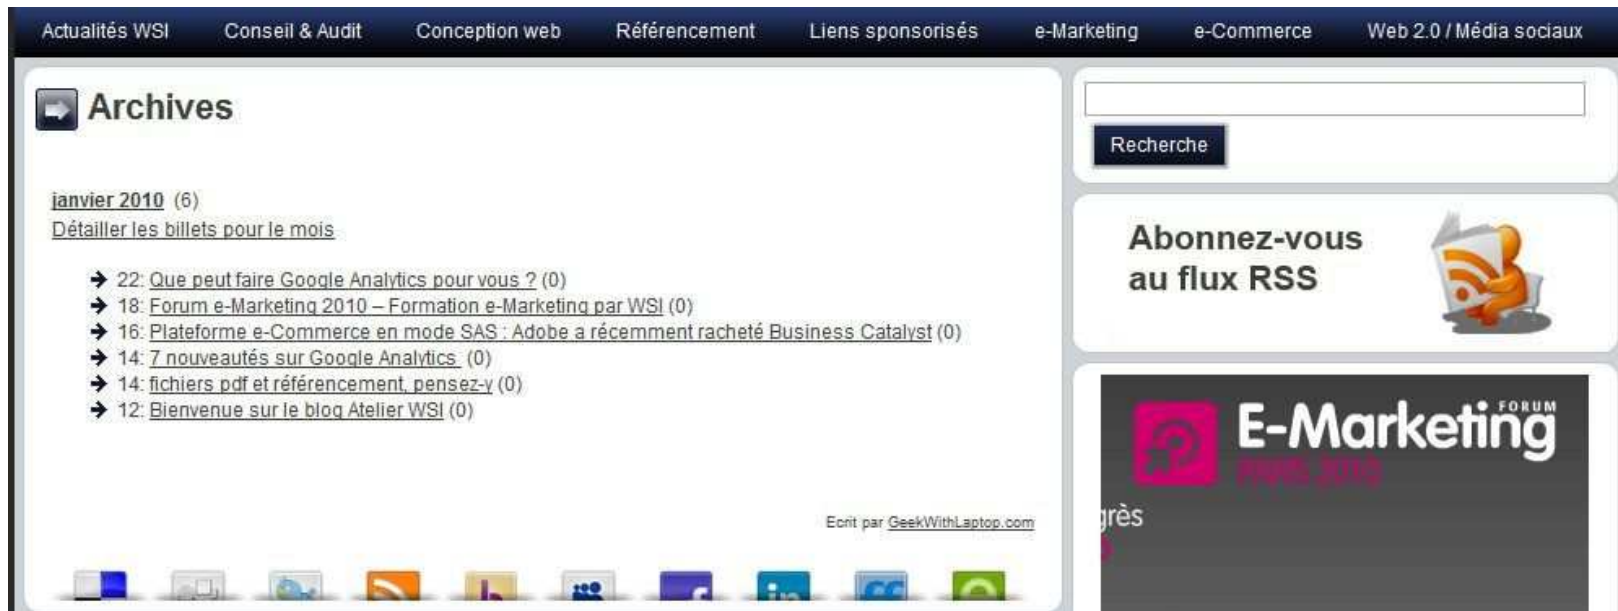 Actualités WSI Conseil & Audit Conception web Référencement Liens sponsorisés e-Marketing e-Commerce Web 2.0 / Média sociaux
Archives
janvier 2010 (6)
Détailler les billets pour le mois
22: Que peut faire Google Analytics pour vous ? (0)
18: Forum e-Marketing 2010 – Formation e-Marketing par WSI (0)
16: Plateforme e-Commerce en mode SAS : Adobe a récemment racheté Business Catalyst (0)
14: 7 nouveautés sur Google Analytics (0)
14: fichiers pdf et référencement, pensez-y (0)
12: Bienvenue sur le blog Atelier WSI (0)
Ecrit par GeekWithLaptop.com
Recherche
Abonnez-vous
au flux RSS
E-Marketing FORUM
PARIS 2010
grès